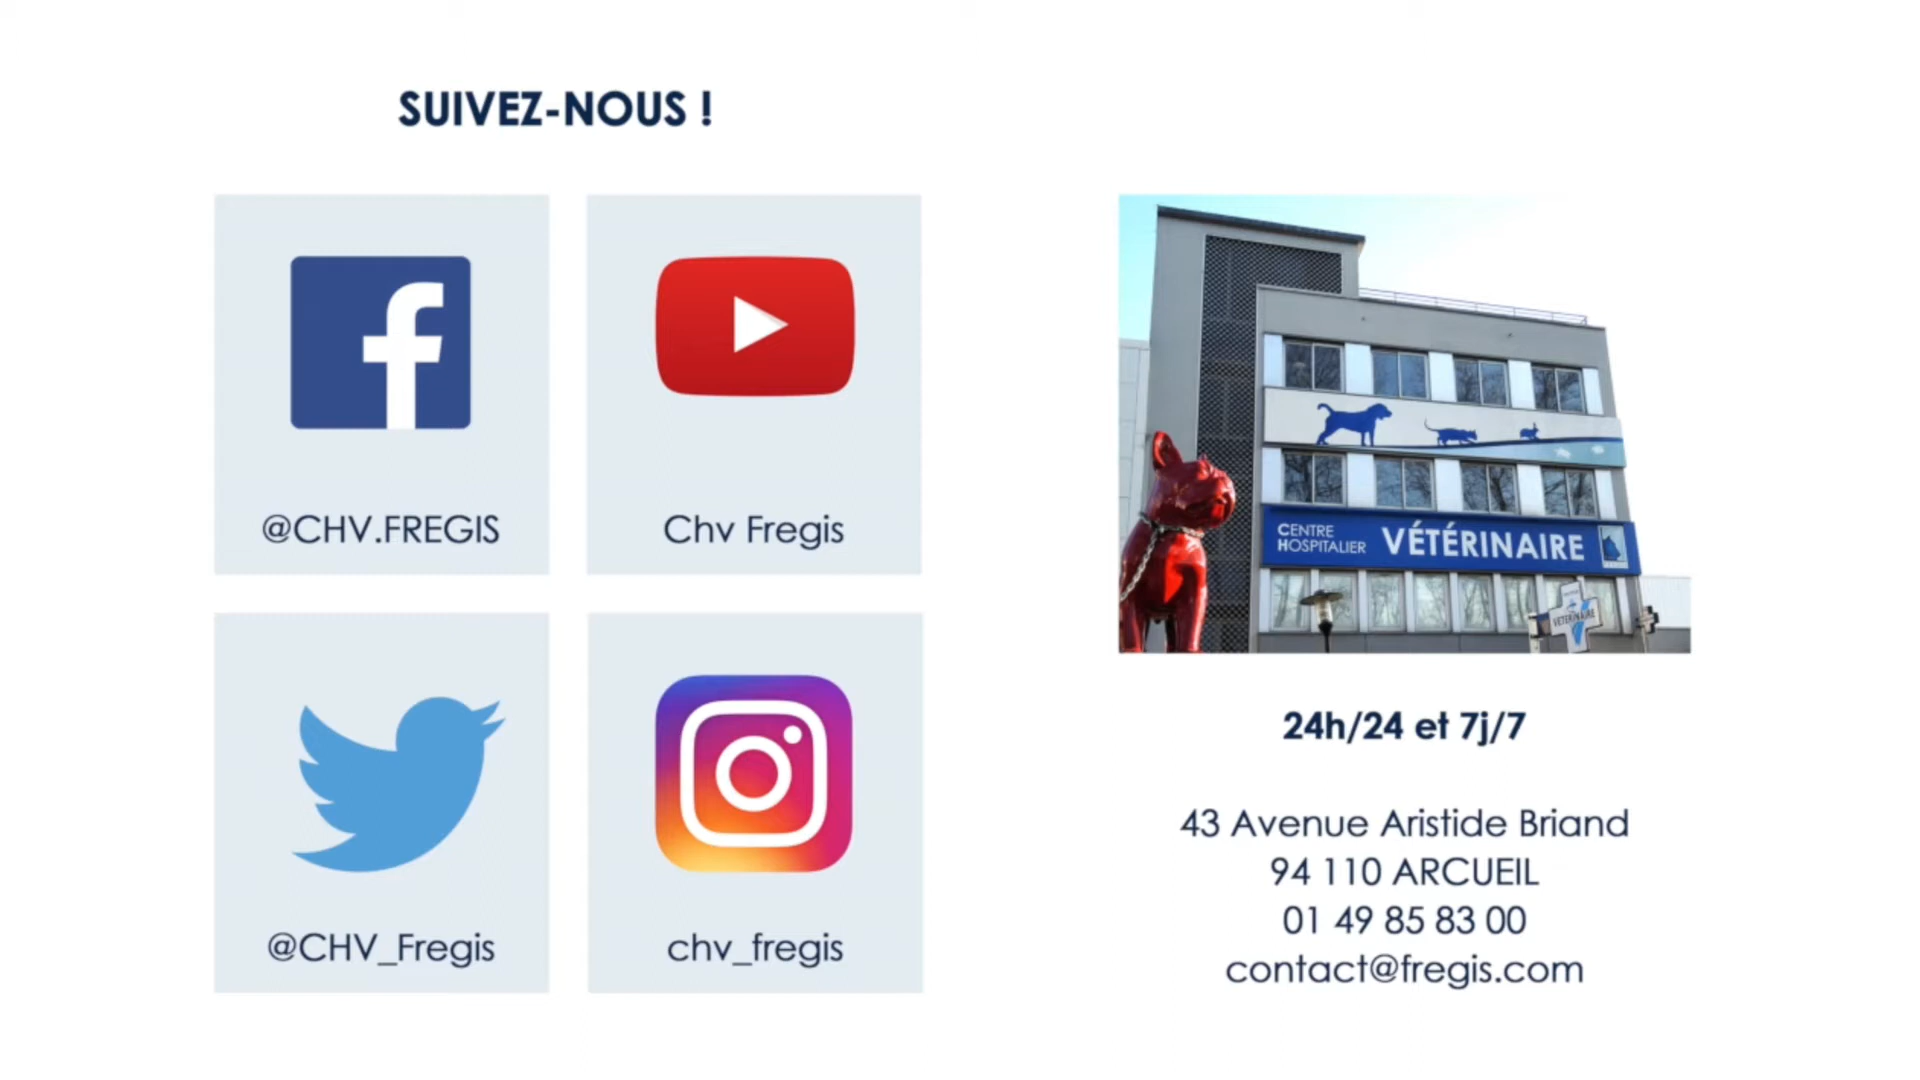 SUIVEZ-NOUS !
@CHV.FREGIS
Chv Fregis
@CHV_Fregis
chv_fregis
CENTRE
HOSPITALIER
VÉTÉRINAIRE
VETERINAIRE
24h/24 et 7j/7
43 Avenue Aristide Briand
94 110 ARCUEIL
01 49 85 83 00
contact@fregis.com